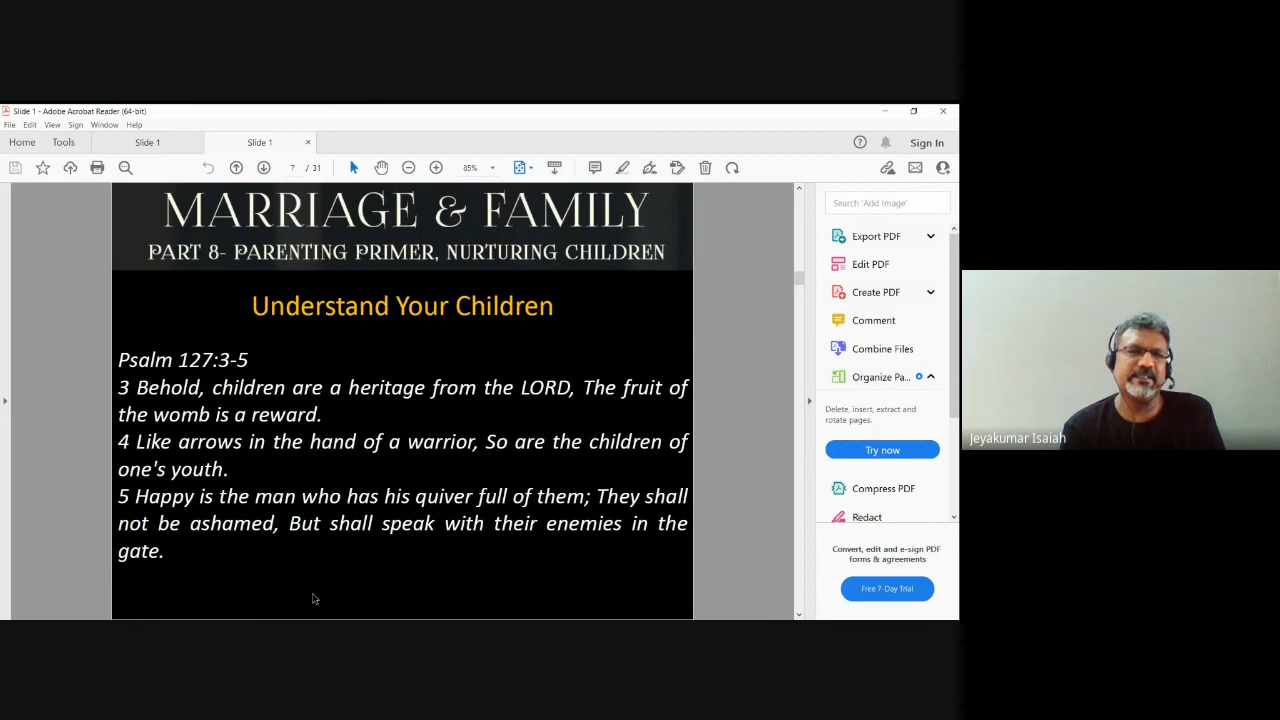 Slide 1 - Adobe Acrobat Reader (64-bit)
File Edit View Sign Window Help
Home Tools Slide 1 Slide 1 × Sign In
7 / 31 85%
MARRIAGE & FAMILY
PART 8- PARENTING PRIMER, NURTURING CHILDREN
Understand Your Children
Psalm 127:3-5
3 Behold, children are a heritage from the LORD, The fruit of
the womb is a reward.
4 Like arrows in the hand of a warrior, So are the children of
one's youth.
5 Happy is the man who has his quiver full of them; They shall
not be ashamed, But shall speak with their enemies in the
gate.
Search 'Add Image'
Export PDF
Edit PDF
Create PDF
Comment
Combine Files
Organize Pa...
Delete, insert, extract and
rotate pages.
Try now
Compress PDF
Redact
Convert, edit and e-sign PDF
forms & agreements
Free 7-Day Trial
Jeyakumar Isaiah